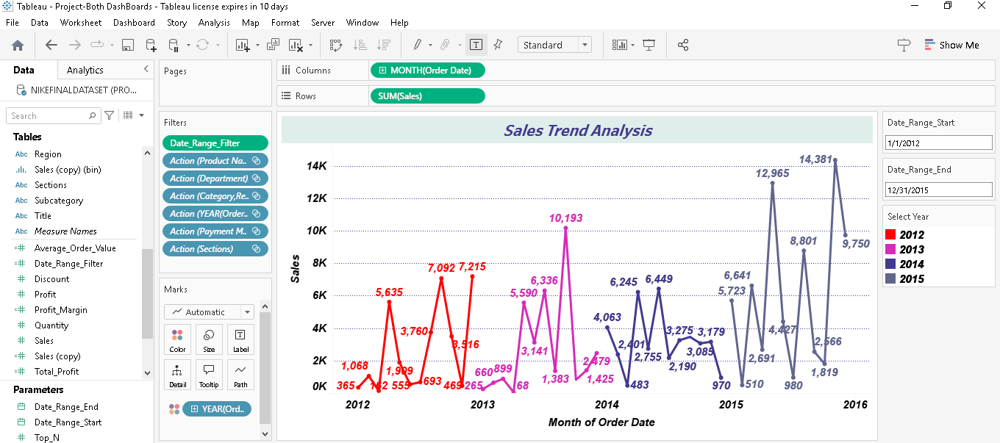 Tableau - Project-Both DashBoards - Tableau license expires in 10 days
File Data Worksheet Dashboard Story Analysis Map Format Server Window Help
Standard
Show Me
Data Analytics
NIKEFINALDATASET (PRO...
Search
Tables
Abc Region
Sales (copy) (bin)
Abc Sections
Abc Subcategory
Abc Title
Abc Measure Names
Average_Order_Value
Date_Range_Filter
Discount
Profit
Profit_Margin
Quantity
Sales
Sales (copy)
Total_Profit
Parameters
Date_Range_End
Date_Range_Start
Top_N
Pages
Filters
Date_Range_Filter
Action (Product Na..
Action (Department)
Action (Category,Re..
Action (YEAR(Order..
Action (Payment M..
Action (Sections)
Marks
Automatic
Color Size Label
Detail Tooltip Path
YEAR(Ord..
Columns MONTH(Order Date)
Rows SUM(Sales)
Sales Trend Analysis
Sales
14K
12K
10K
8K
6K
4K
2K
0K
365
1,068
162
5,635
1,909
555
693
3,760
7,092
3,516
469
7,215
265
660
899
68
5,590
3,141
6,336
1,383
10,193
1,425
2,479
4,063
2,401
483
6,245
2,755
6,449
2,190
3,275
3,085
3,179
970
5,723
510
6,641
2,691
12,965
4,427
980
8,801
2,566
1,819
14,381
9,750
2012 2013 2014 2015 2016
Month of Order Date
Date_Range_Start
1/1/2012
Date_Range_End
12/31/2015
Select Year
2012
2013
2014
2015